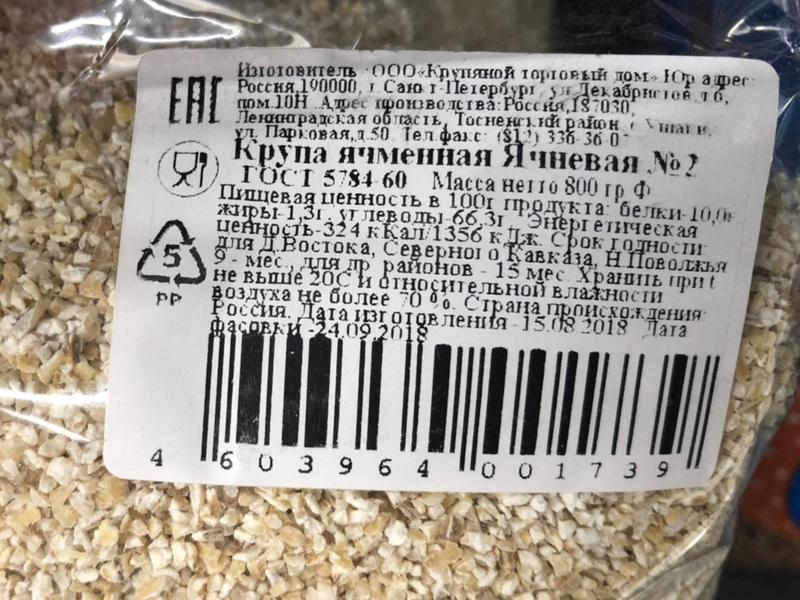 EAC
Изготовитель ООО«Крупяной торговый дом» Юр адрес
Россия,190000, г Санкт-Петербург ул Декабристов д 6,
пом.10Н Адрес производства:Россия,187030
Ленинградская область, Тосненский район
ул. Парковая,д.50 Тел факс (812) 336-36-0
Крупа ячменная Ячневая №2
ГОСТ 5784-60 Масса нетто 800 гр
Пищевая ценность в 100г продукта: белки-10,0г
жиры-1,3г, углеводы-66,3г Энергетическая
ценность-324 кКал/1356 кДж. Срок годности
для Д.Востока, Северного Кавказа, Н.Поволжья
9 - мес., для др районов - 15 мес. Хранить при t
не выше 20С и относительной влажности
воздуха не более 70 %. Страна происхождения:
Россия. Дата изготовления -15.08 2018 Дата
фасовки -24.09.2018
5
PP
4 603964 001739